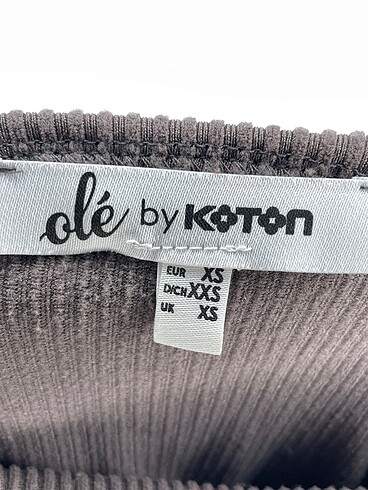 olé by KOTON
EUR XS
D/CH XXS
UK XS